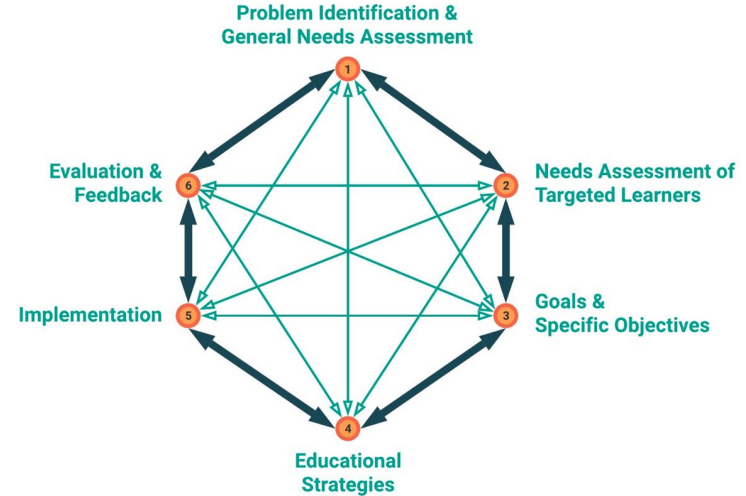 Problem Identification &
General Needs Assessment
1
Evaluation &
Feedback
6
2
Needs Assessment of
Targeted Learners
Implementation
5
3
Goals &
Specific Objectives
4
Educational
Strategies